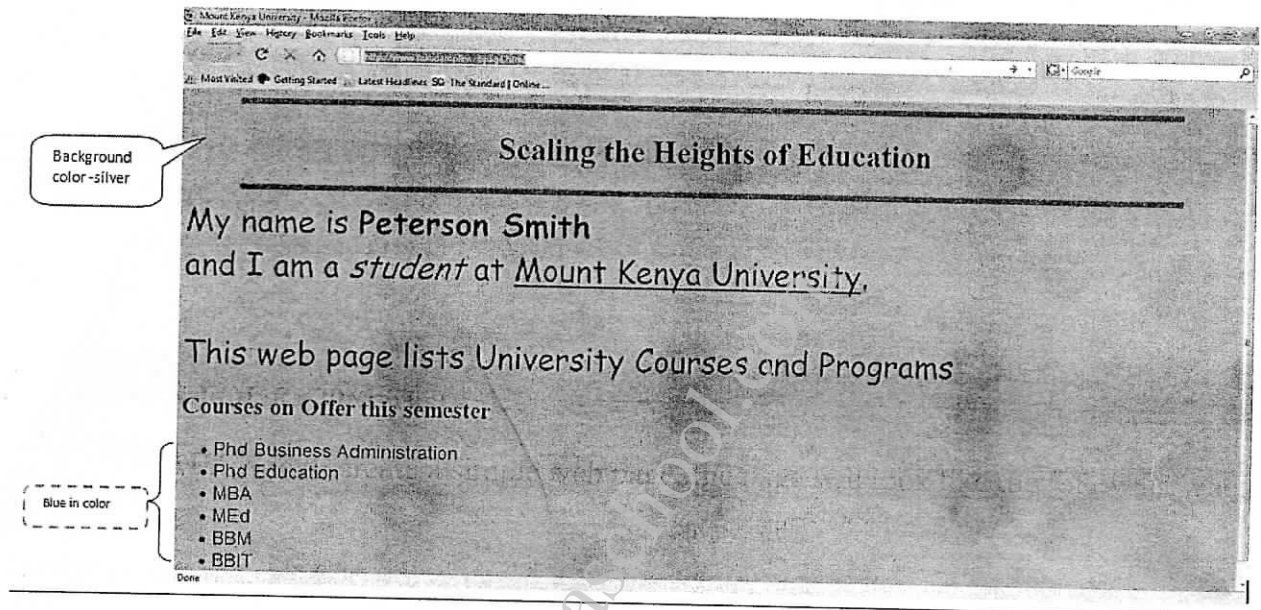 Mount Kenya University - Mozilla Firefox
File Edit View History Bookmarks Tools Help
Google
Most Visited Getting Started Latest Headlines SG The Standard | Online ...
Background
color-silver
Scaling the Heights of Education
My name is Peterson Smith
and I am a student at Mount Kenya University.
This web page lists University Courses and Programs
Courses on Offer this semester
• Phd Business Administration
• Phd Education
• MBA
• MEd
• BBM
• BBIT
Blue in color
Done